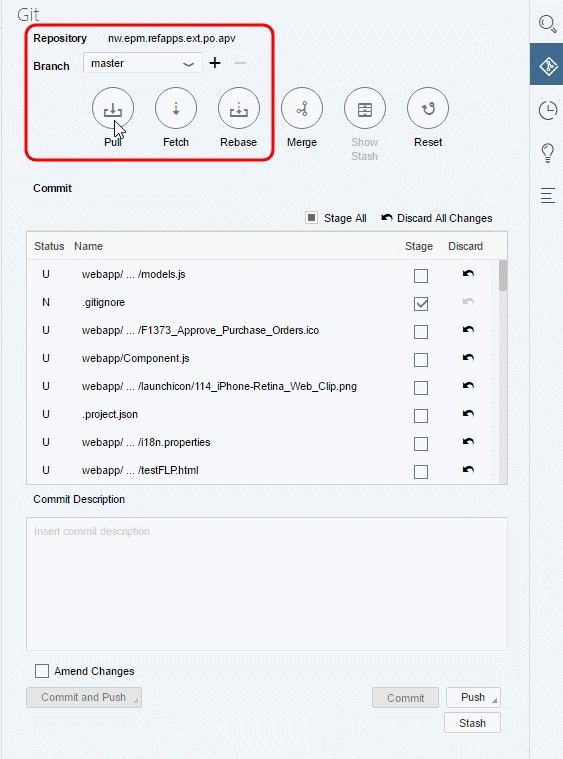 Git
Repository nw.epm.refapps.ext.po.apv
Branch master
Pull Fetch Rebase Merge Show Stash Reset
Commit
Stage All Discard All Changes
Status Name Stage Discard
U webapp/ ... /models.js
N .gitignore
U webapp/ ... /F1373_Approve_Purchase_Orders.ico
U webapp/Component.js
U webapp/ ... /launchicon/114_iPhone-Retina_Web_Clip.png
U .project.json
U webapp/ ... /i18n.properties
U webapp/ ... /testFLP.html
Commit Description
Insert commit description
Amend Changes
Commit and Push Commit Push
Stash